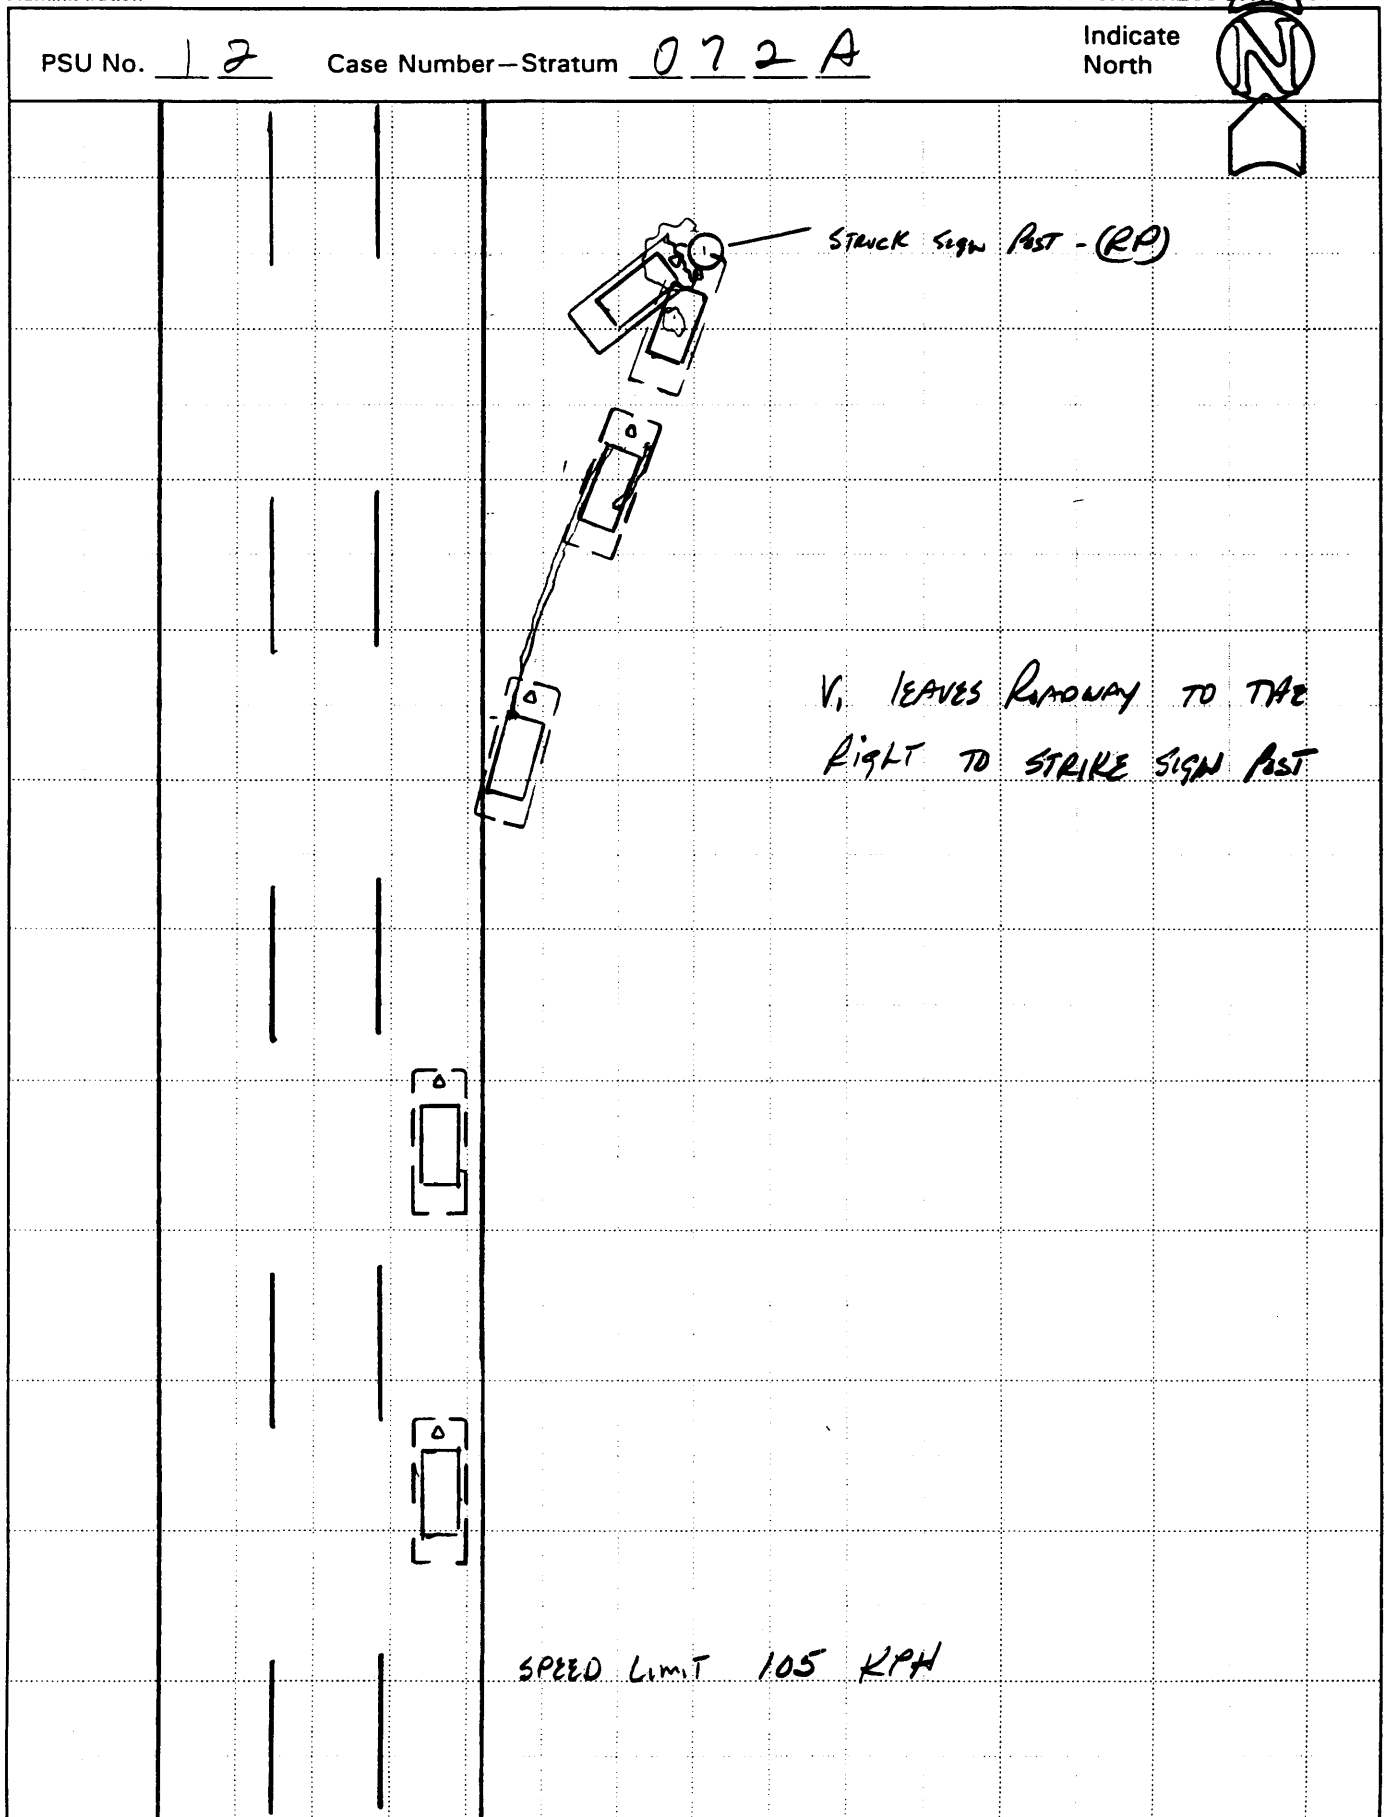 PSU No. 12 Case Number—Stratum 072A Indicate North N
STRUCK SIGN POST - (RP)
V1 LEAVES ROADWAY TO THE
RIGHT TO STRIKE SIGN POST
SPEED LIMIT 105 KPH